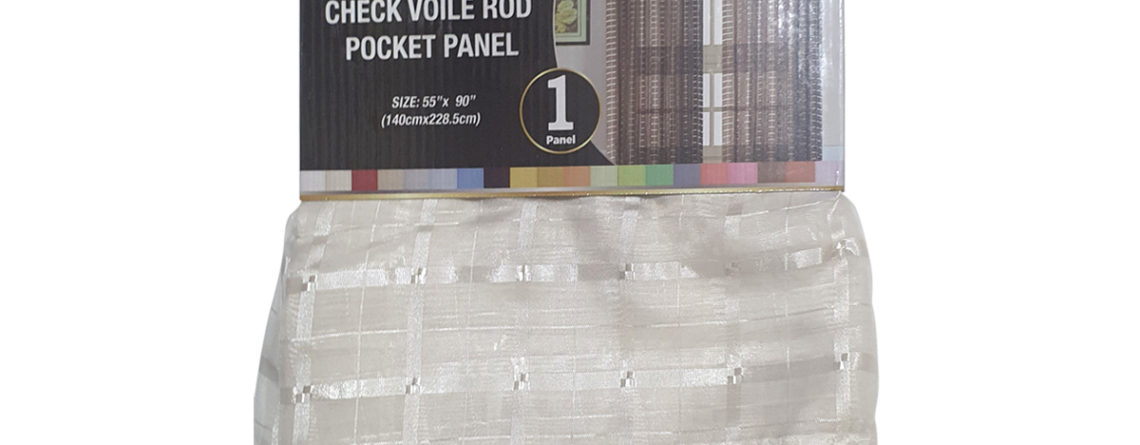 CHECK VOILE ROD
POCKET PANEL
SIZE: 55”x 90”
(140cmx228.5cm)
1
Panel